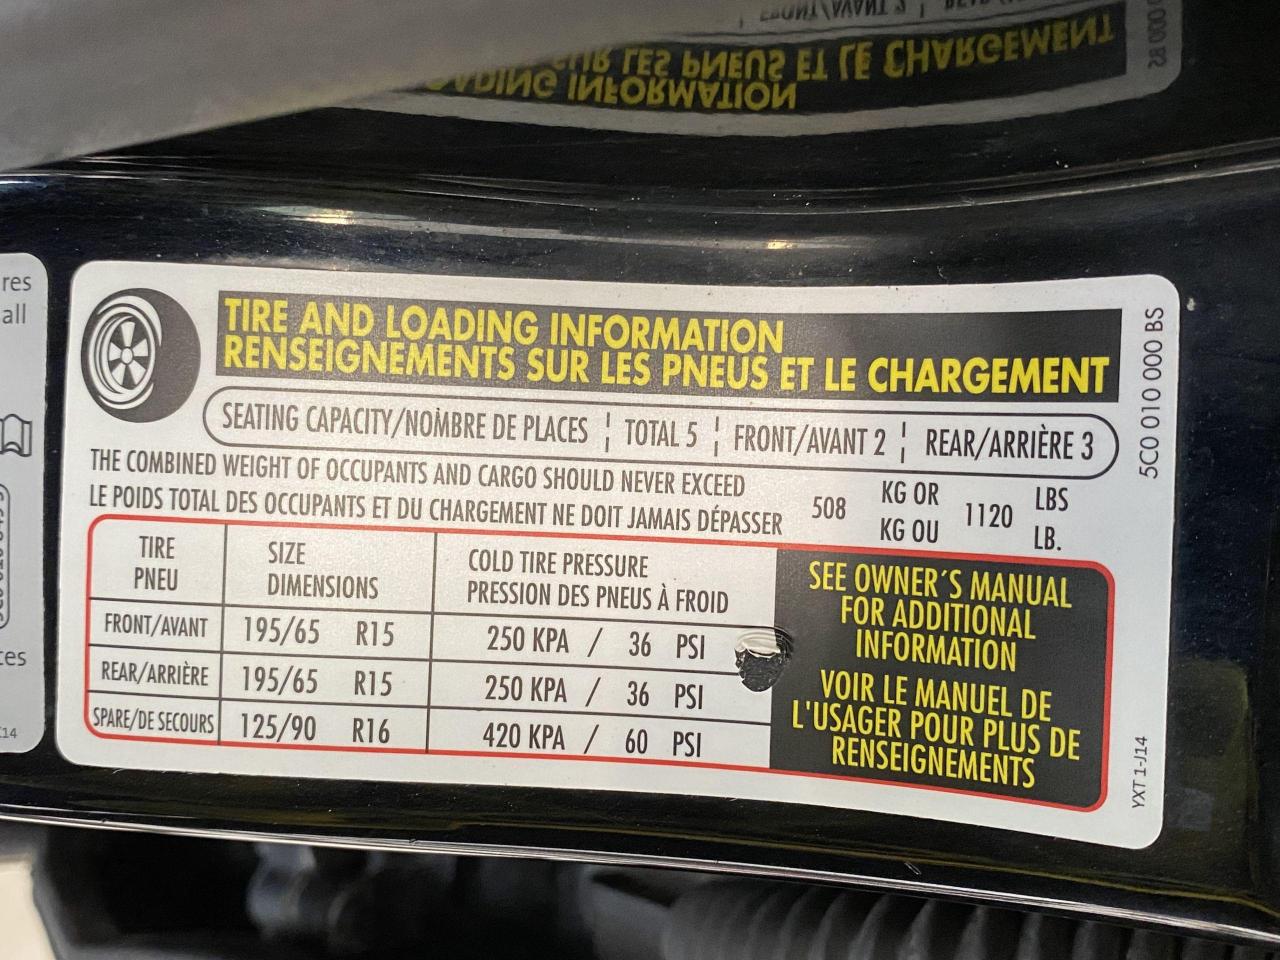 TIRE AND LOADING INFORMATION
RENSEIGNEMENTS SUR LES PNEUS ET LE CHARGEMENT
SEATING CAPACITY/NOMBRE DE PLACES ¦ TOTAL 5 ¦ FRONT/AVANT 2 ¦ REAR/ARRIÈRE 3
THE COMBINED WEIGHT OF OCCUPANTS AND CARGO SHOULD NEVER EXCEED
LE POIDS TOTAL DES OCCUPANTS ET DU CHARGEMENT NE DOIT JAMAIS DÉPASSER
508 KG OR 1120 LBS
KG OU LB.
TIRE SIZE COLD TIRE PRESSURE
PNEU DIMENSIONS PRESSION DES PNEUS À FROID
FRONT/AVANT 195/65 R15 250 KPA / 36 PSI
REAR/ARRIÈRE 195/65 R15 250 KPA / 36 PSI
SPARE/DE SECOURS 125/90 R16 420 KPA / 60 PSI
SEE OWNER´S MANUAL
FOR ADDITIONAL
INFORMATION
VOIR LE MANUEL DE
L'USAGER POUR PLUS DE
RENSEIGNEMENTS
5C0 010 000 BS
YXT 1-J14
res
all